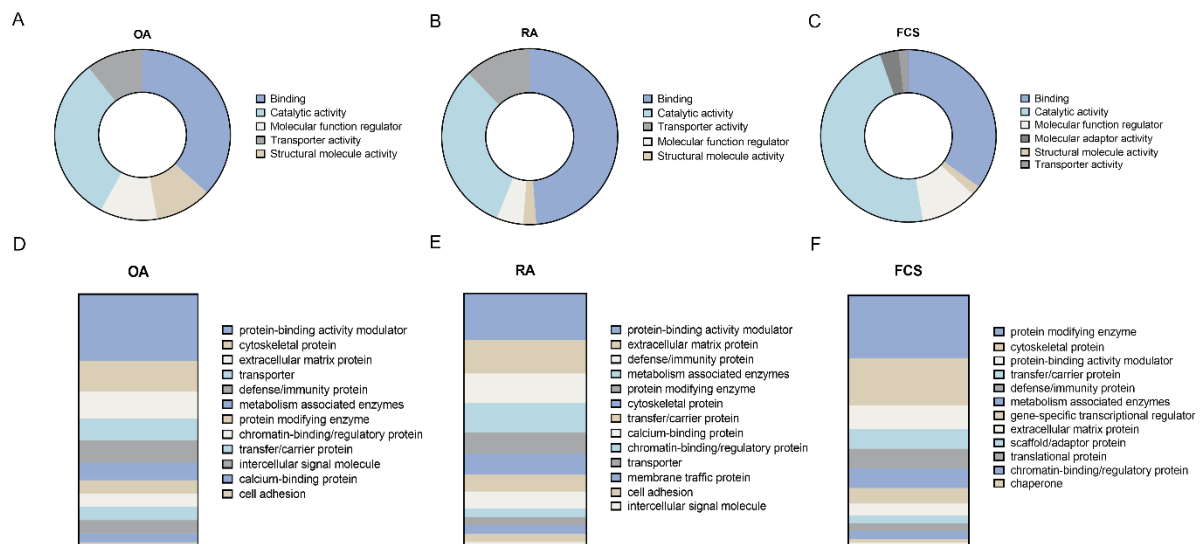 A
OA
Binding
Catalytic activity
Molecular function regulator
Transporter activity
Structural molecule activity
B
RA
Binding
Catalytic activity
Transporter activity
Molecular function regulator
Structural molecule activity
C
FCS
Binding
Catalytic activity
Molecular function regulator
Molecular adaptor activity
Structural molecule activity
Transporter activity
D
OA
protein-binding activity modulator
cytoskeletal protein
extracellular matrix protein
transporter
defense/immunity protein
metabolism associated enzymes
protein modifying enzyme
chromatin-binding/regulatory protein
transfer/carrier protein
intercellular signal molecule
calcium-binding protein
cell adhesion
E
RA
protein-binding activity modulator
extracellular matrix protein
defense/immunity protein
metabolism associated enzymes
protein modifying enzyme
cytoskeletal protein
transfer/carrier protein
calcium-binding protein
chromatin-binding/regulatory protein
transporter
membrane traffic protein
cell adhesion
intercellular signal molecule
F
FCS
protein modifying enzyme
cytoskeletal protein
protein-binding activity modulator
transfer/carrier protein
defense/immunity protein
metabolism associated enzymes
gene-specific transcriptional regulator
extracellular matrix protein
scaffold/adaptor protein
translational protein
chromatin-binding/regulatory protein
chaperone